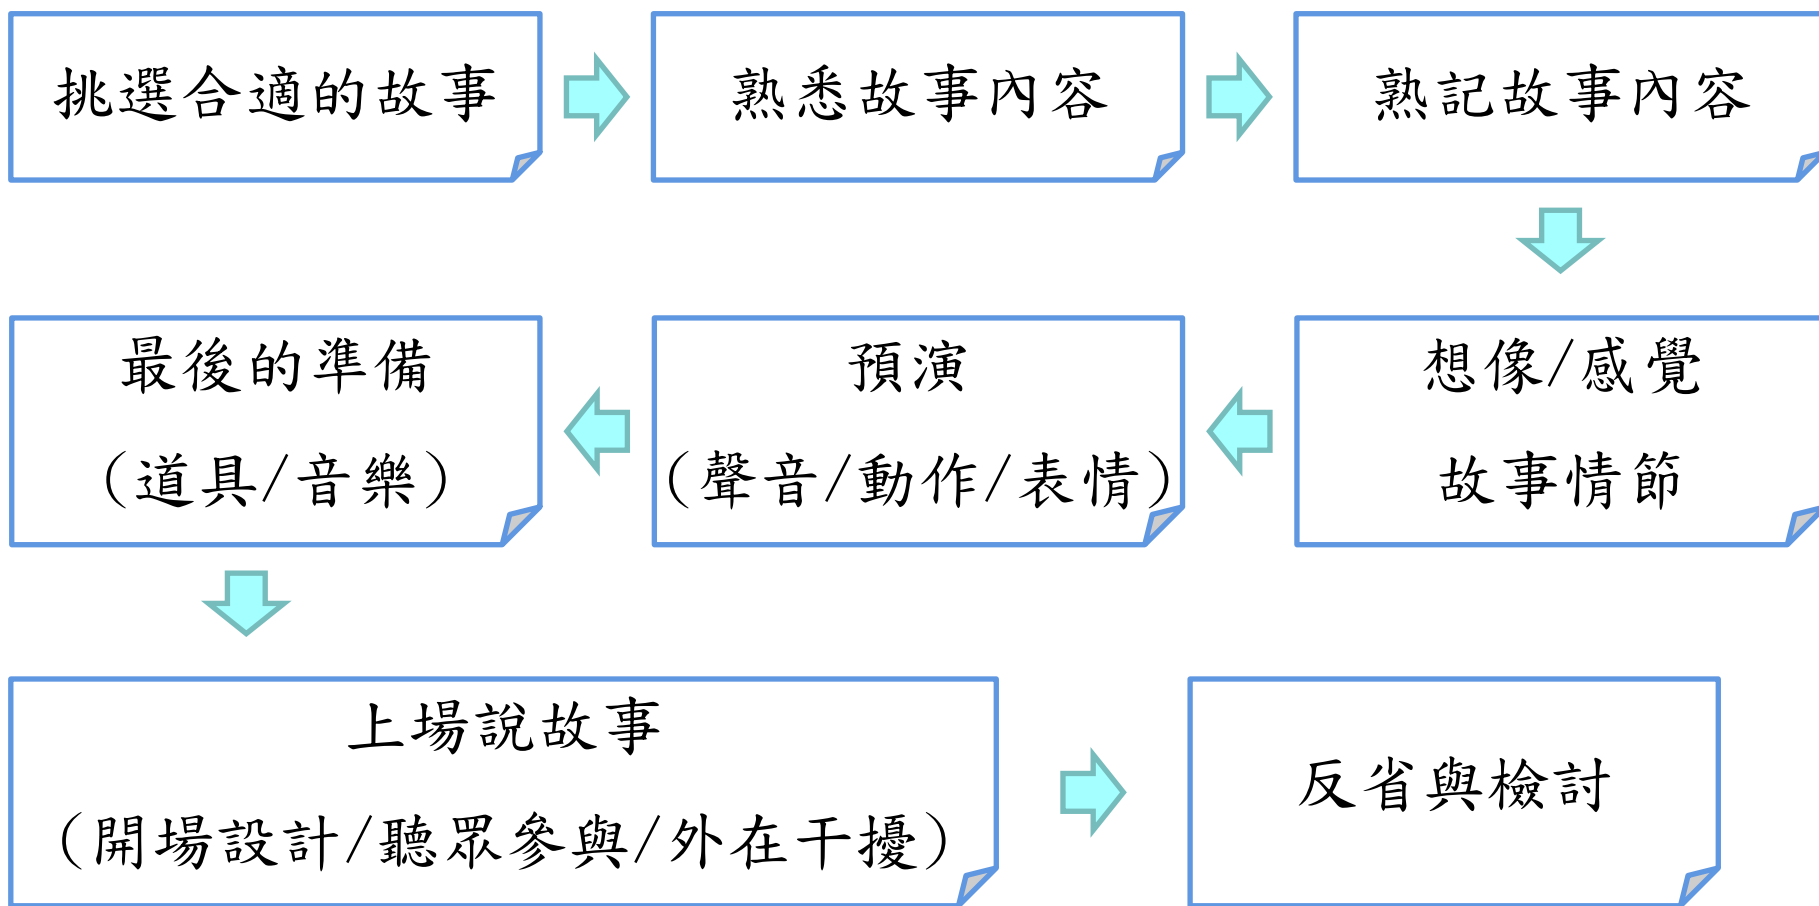 挑選合適的故事
熟悉故事內容
熟記故事內容
想像/感覺
故事情節
預演
(聲音/動作/表情)
最後的準備
(道具/音樂)
上場說故事
(開場設計/聽眾參與/外在干擾)
反省與檢討